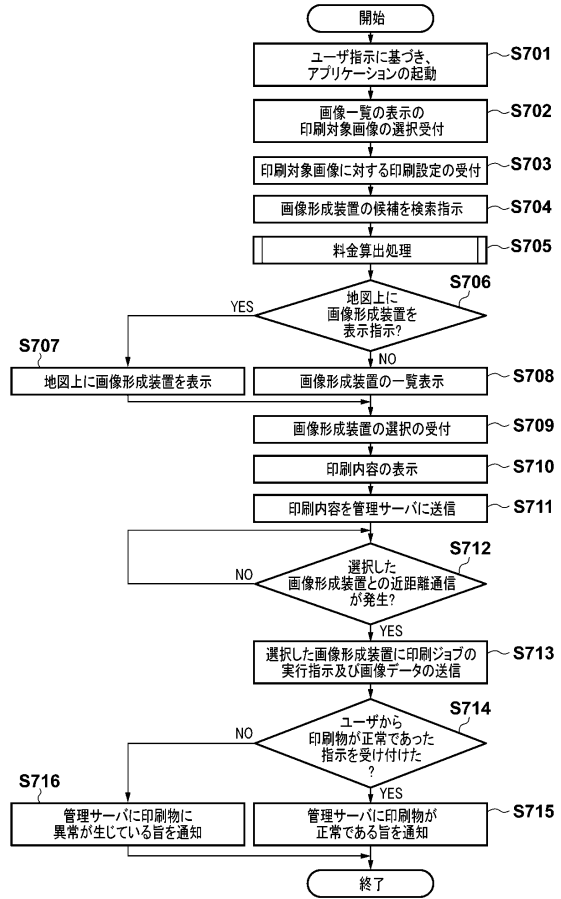 開始
ユーザ指示に基づき、
アプリケーションの起動
S701
画像一覧の表示の
印刷対象画像の選択受付
S702
印刷対象画像に対する印刷設定の受付
S703
画像形成装置の候補を検索指示
S704
料金算出処理
S705
地図上に
画像形成装置を
表示指示?
S706
YES
NO
S707
地図上に画像形成装置を表示
画像形成装置の一覧表示
S708
画像形成装置の選択の受付
S709
印刷内容の表示
S710
印刷内容を管理サーバに送信
S711
選択した
画像形成装置との近距離通信
が発生?
S712
NO
YES
選択した画像形成装置に印刷ジョブの
実行指示及び画像データの送信
S713
ユーザから
印刷物が正常であった
指示を受け付けた
?
S714
NO
YES
S716
管理サーバに印刷物に
異常が生じている旨を通知
管理サーバに印刷物が
正常である旨を通知
S715
終了